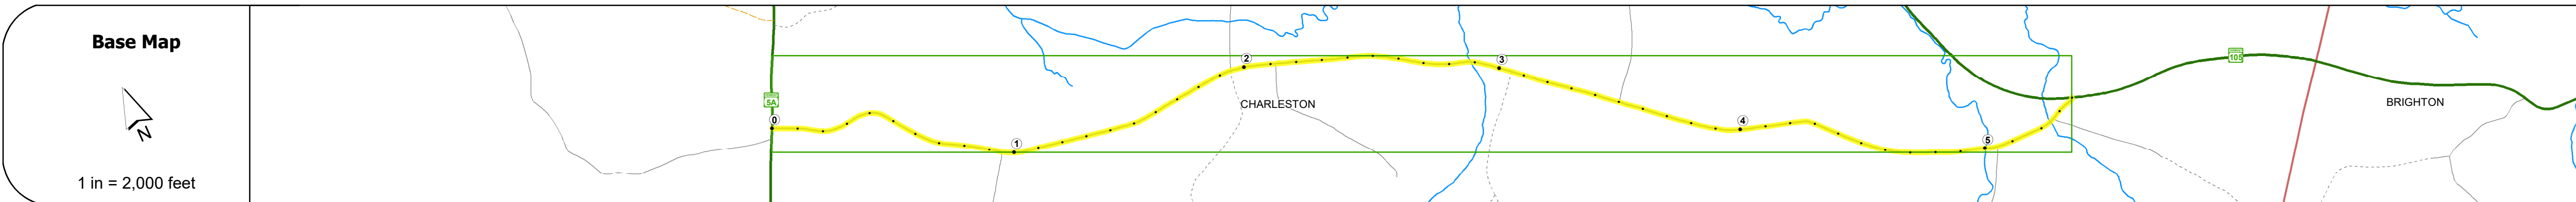 Base Map
N
1 in = 2,000 feet
5A
0
1
2
CHARLESTON
3
4
5
105
BRIGHTON